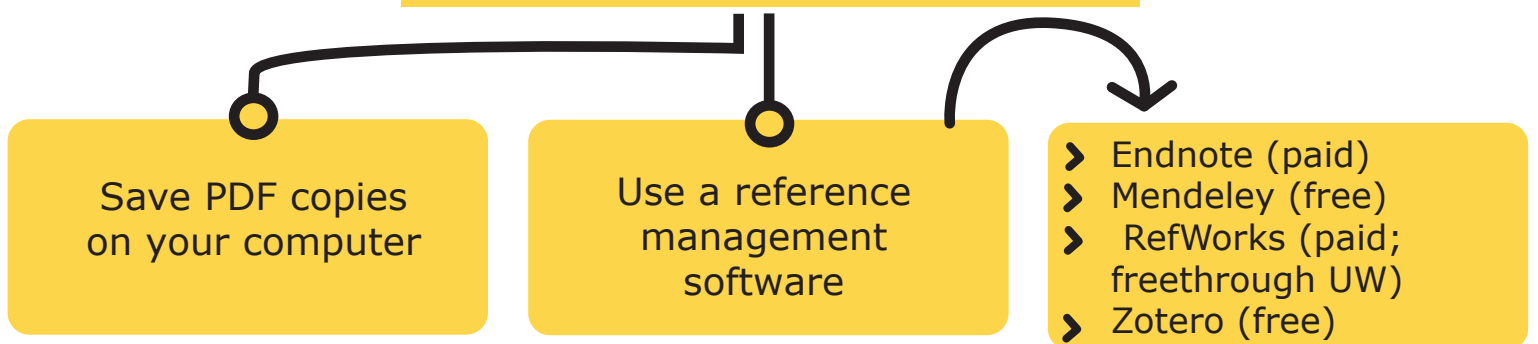 Save PDF copies
on your computer
Use a reference
management
software
Endnote (paid)
Mendeley (free)
RefWorks (paid;
freethrough UW)
Zotero (free)